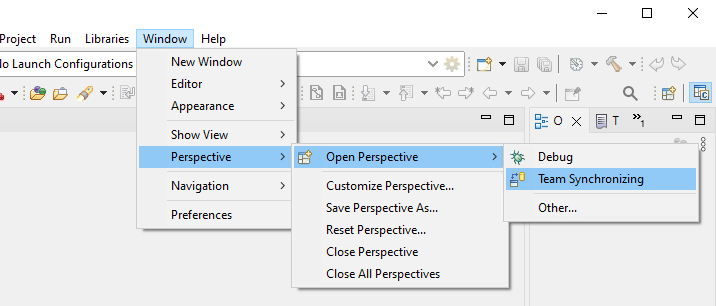 Project Run Libraries Window Help
lo Launch Configurations
New Window
Editor
Appearance
Show View
Perspective
Navigation
Preferences
Open Perspective
Customize Perspective...
Save Perspective As...
Reset Perspective...
Close Perspective
Close All Perspectives
Debug
Team Synchronizing
Other...
O
T
»1